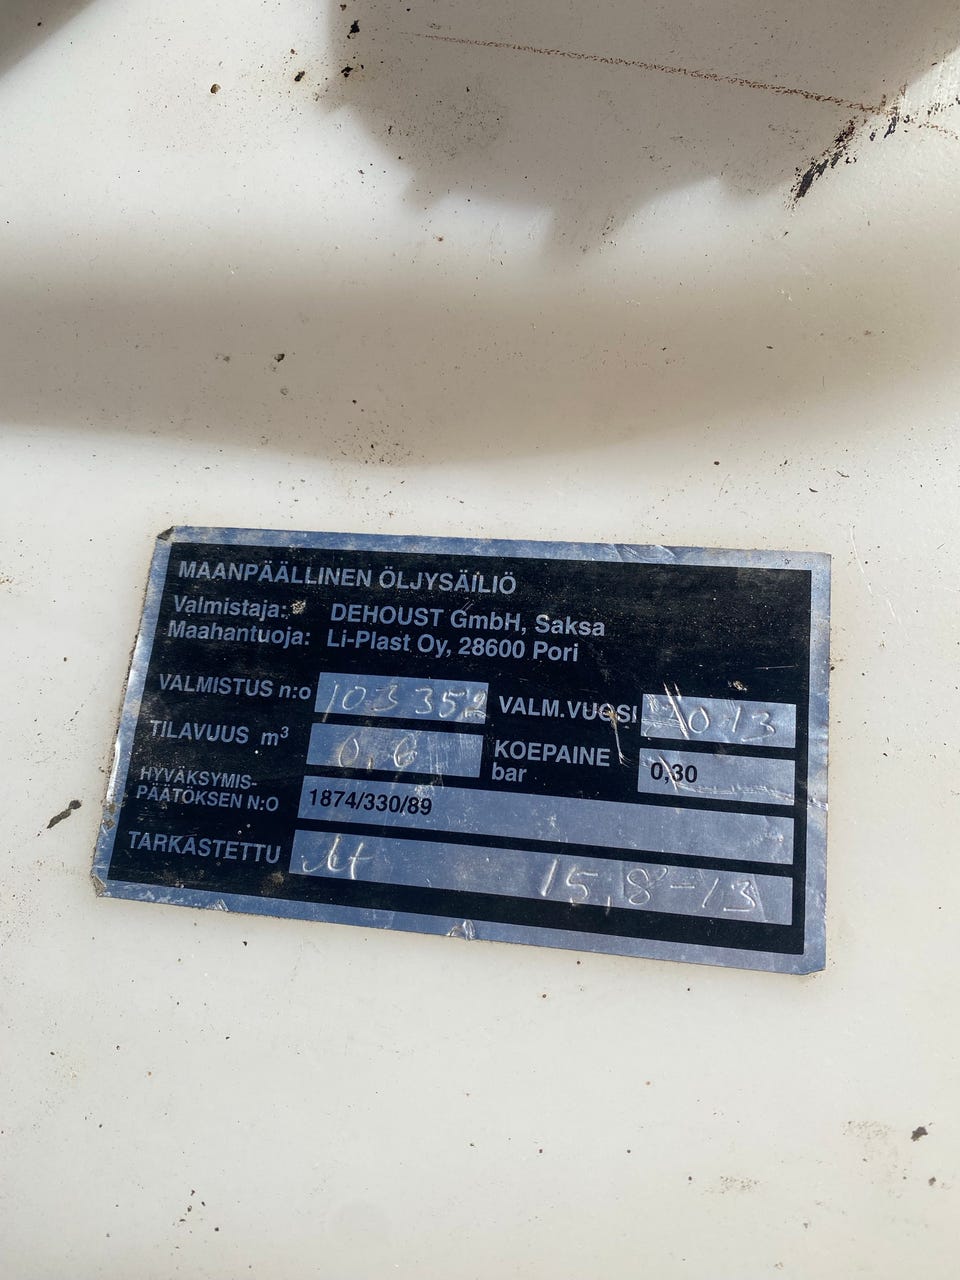 MAANPÄÄLLINEN ÖLJYSÄILIÖ
Valmistaja: DEHOUST GmbH, Saksa
Maahantuoja: Li-Plast Oy, 28600 Pori
VALMISTUS n:o 103352 VALM.VUOSI 2013
TILAVUUS m³ 0,6 KOEPAINE bar 0,30
HYVÄKSYMIS-
PÄÄTÖKSEN N:O 1874/330/89
TARKASTETTU 15,8-13